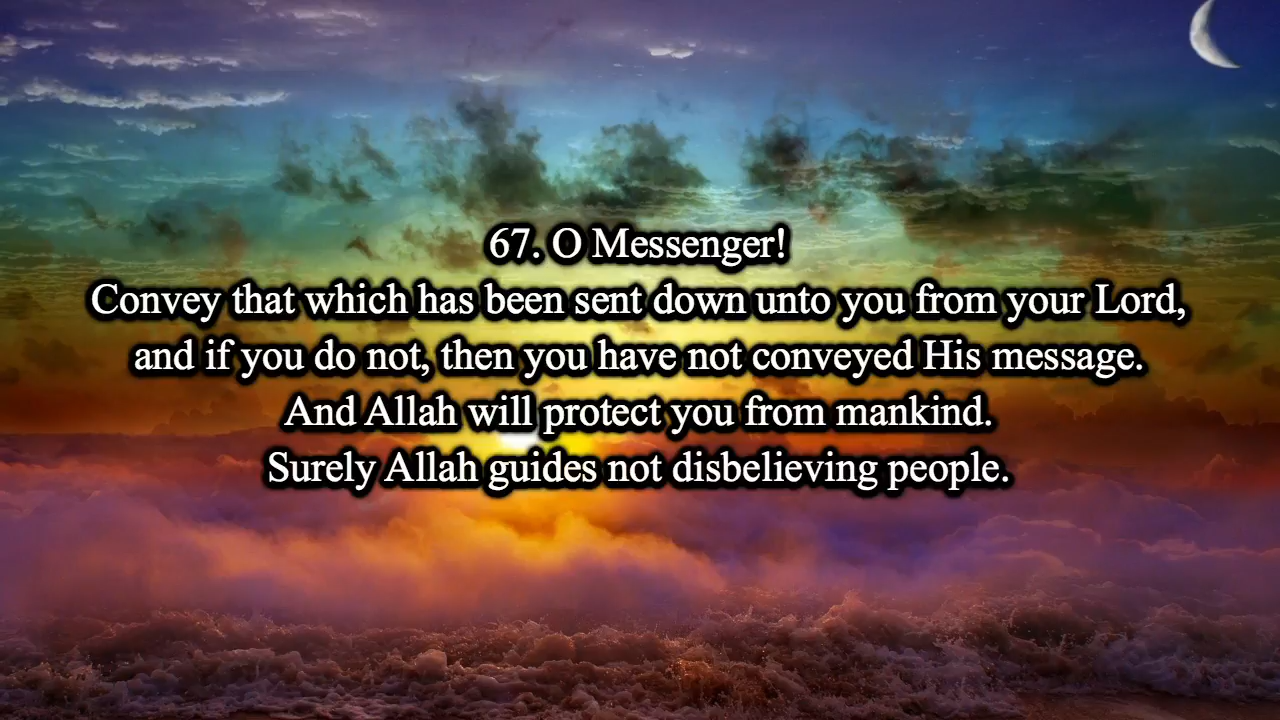 67. O Messenger!
Convey that which has been sent down unto you from your Lord,
and if you do not, then you have not conveyed His message.
And Allah will protect you from mankind.
Surely Allah guides not disbelieving people.